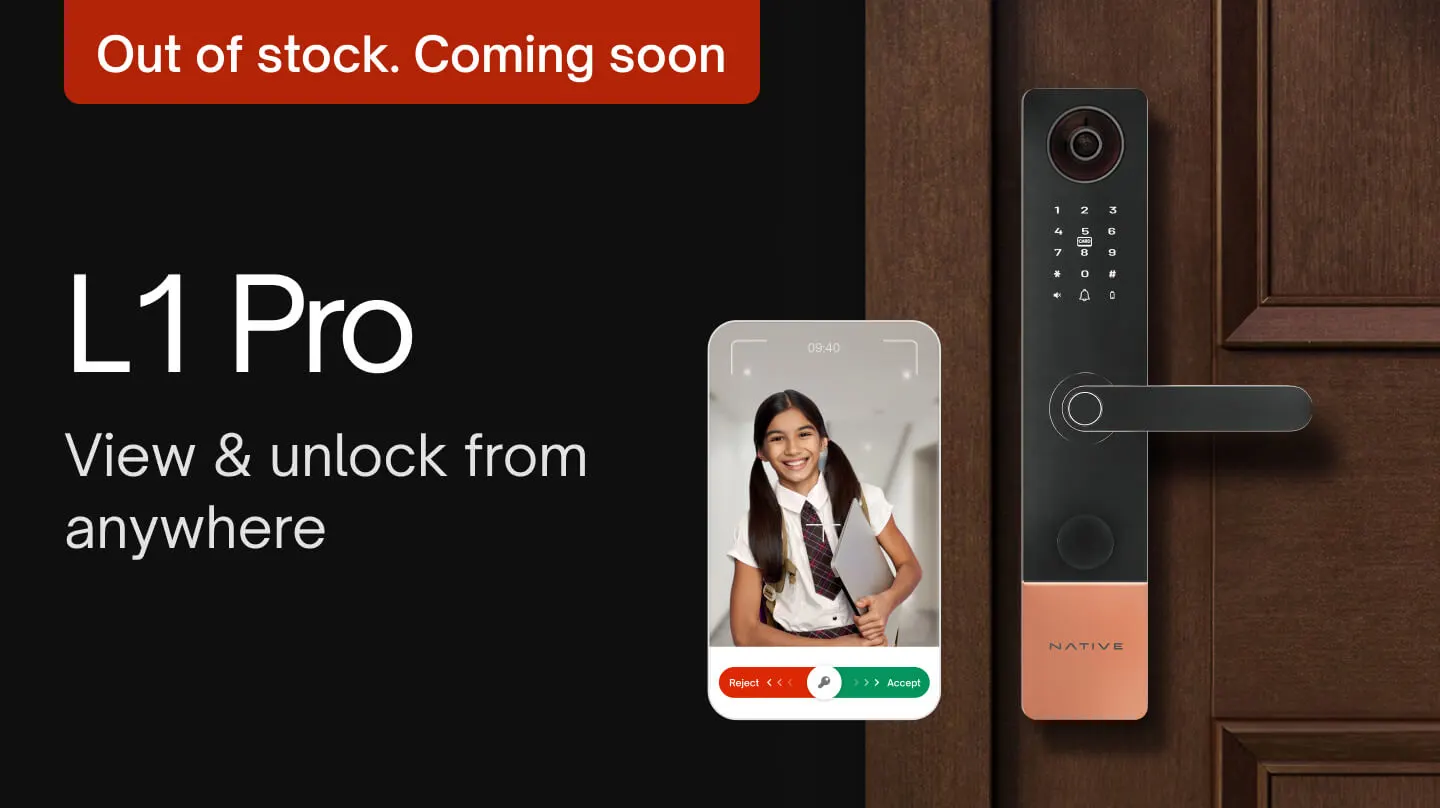 Out of stock. Coming soon
L1 Pro
View & unlock from
anywhere
09:40
Reject
Accept
1 2 3
4 5 6
CARD
7 8 9
* 0 #
NATIVE